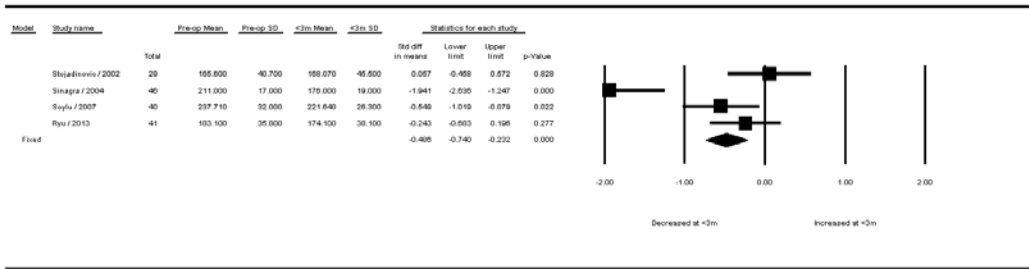 Model Study name Pre-op Mean Pre-op SD <3m Mean <3m SD Statistics for each study
Total Std diff in means Lower limit Upper limit p-Value
Stojadinovic / 2002 29 165.600 40.700 168.070 46.500 0.057 -0.458 0.572 0.828
Sinagra / 2004 46 211.000 17.000 176.000 19.000 -1.941 -2.636 -1.247 0.000
Soylu / 2007 40 237.710 32.000 221.640 26.300 -0.549 -1.019 -0.079 0.022
Ryu / 2013 41 183.100 35.800 174.100 38.100 -0.243 -0.683 0.196 0.277
Fixed -0.486 -0.740 -0.232 0.000
-2.00 -1.00 0.00 1.00 2.00
Decreased at <3m Increased at <3m